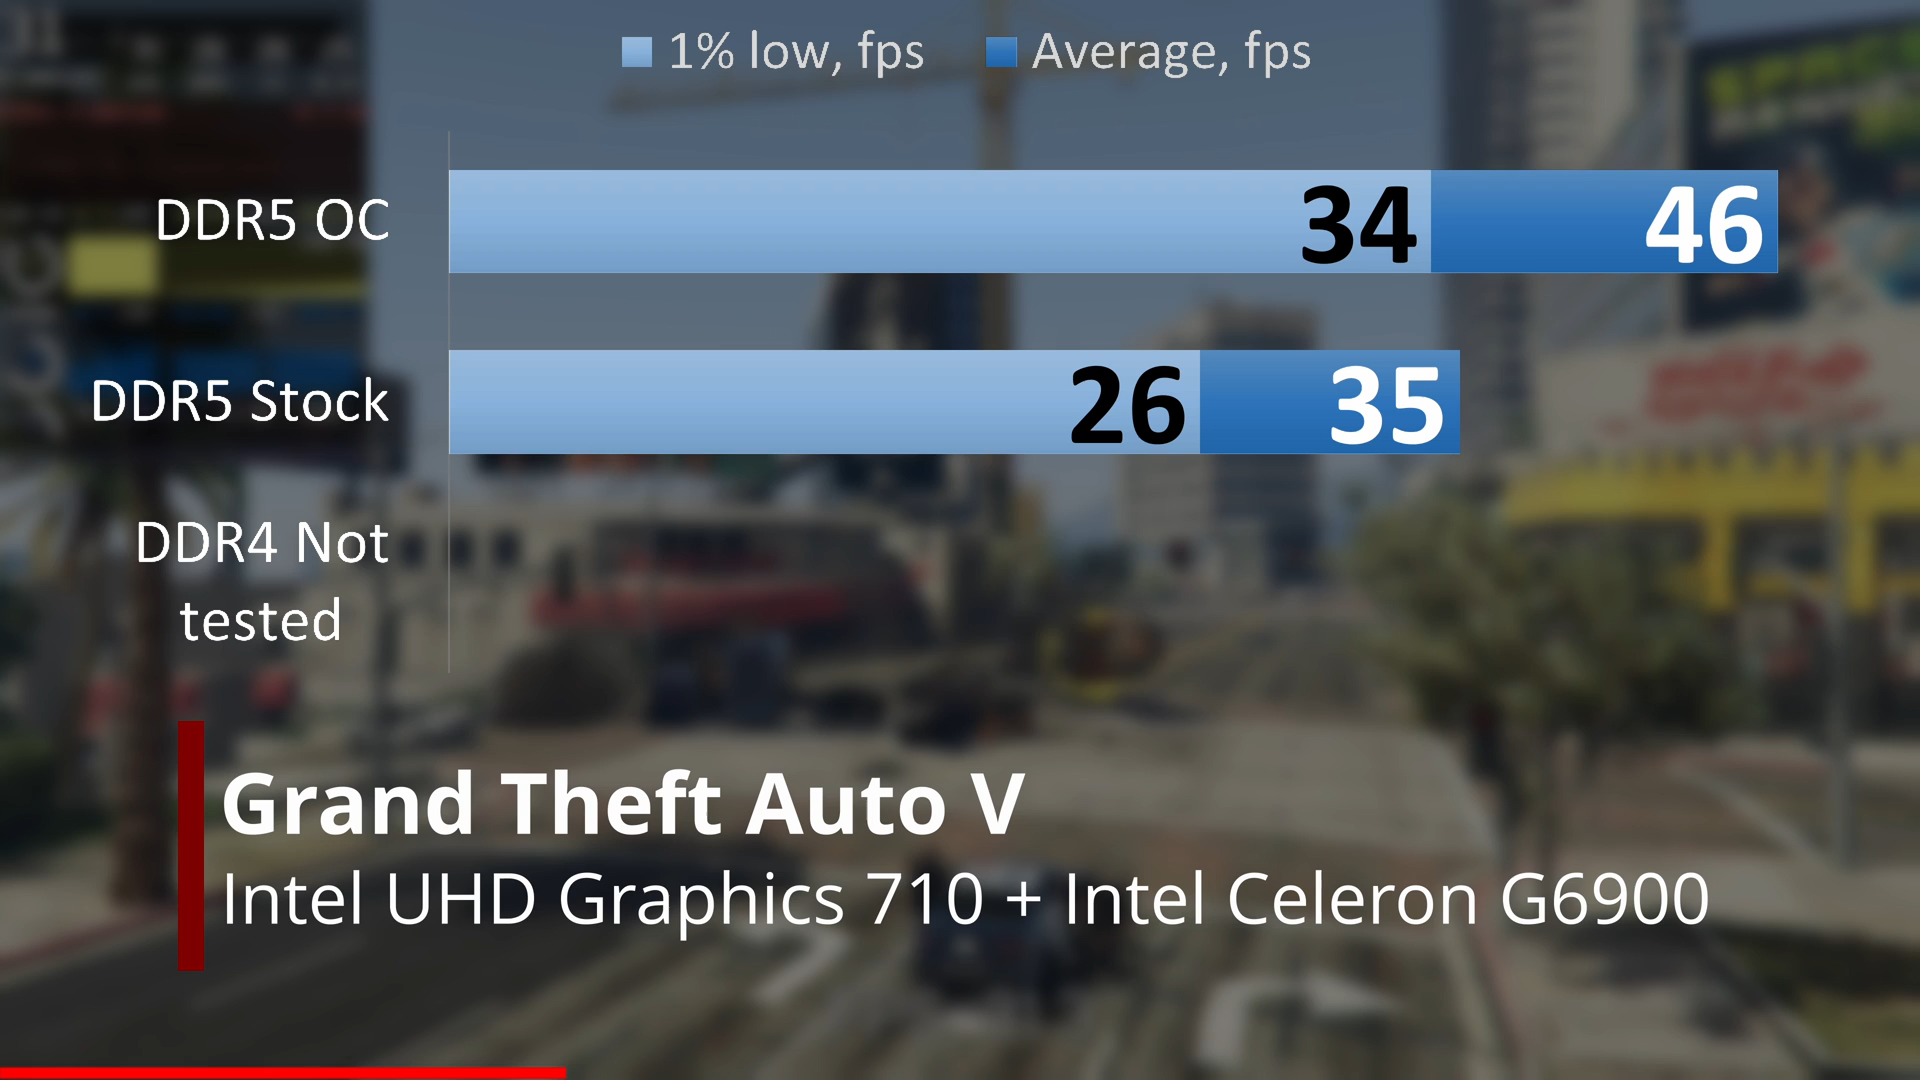 1% low, fps
Average, fps
DDR5 OC
34
46
DDR5 Stock
26
35
DDR4 Not
tested
Grand Theft Auto V
Intel UHD Graphics 710 + Intel Celeron G6900